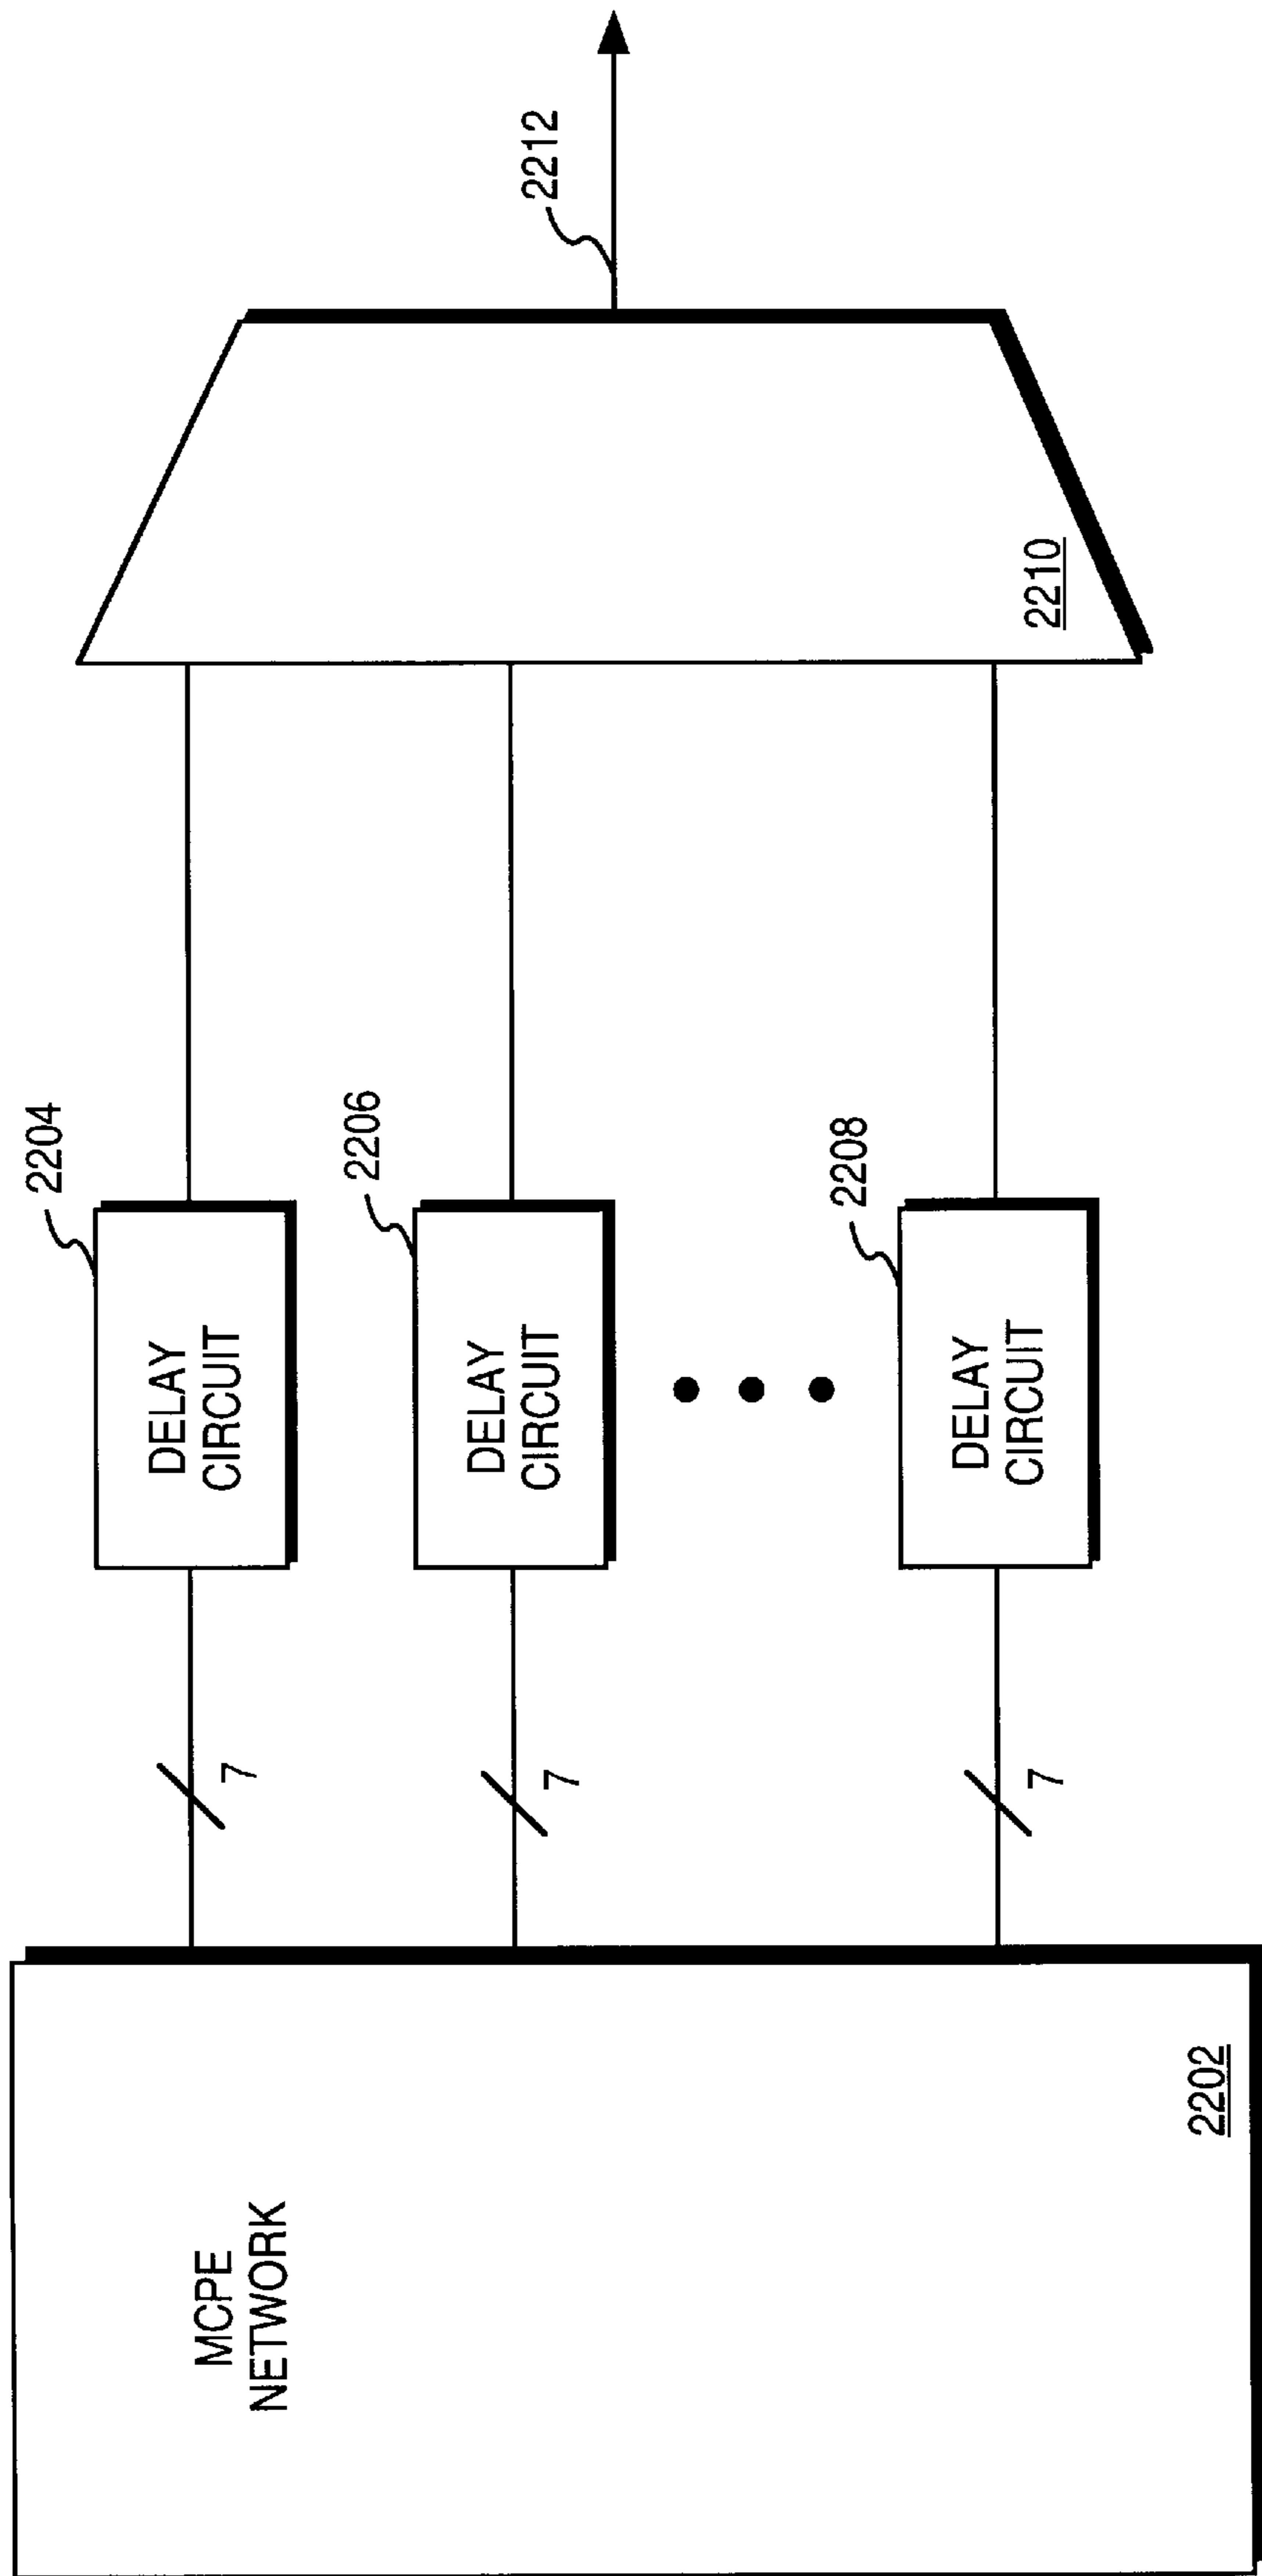 MCPE
NETWORK
2202
7
7
7
DELAY
CIRCUIT
2204
DELAY
CIRCUIT
2206
DELAY
CIRCUIT
2208
2210
2212